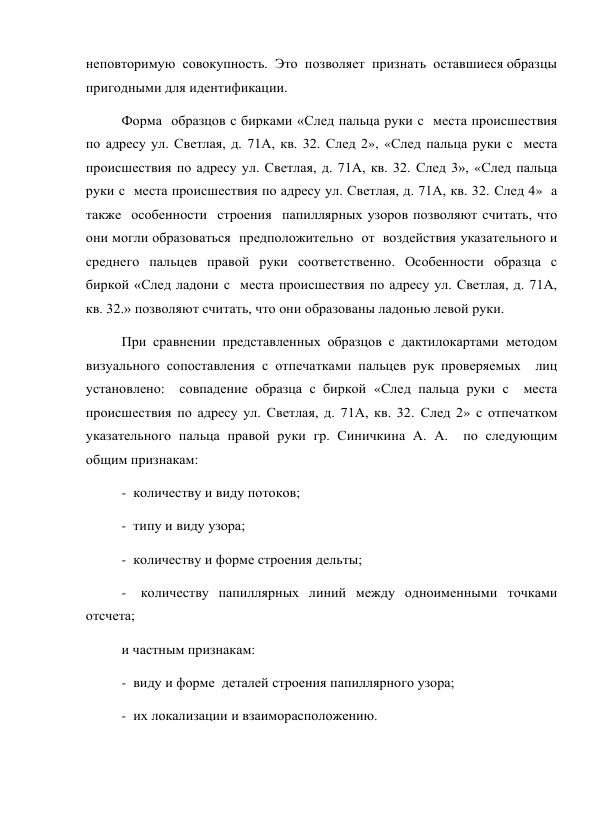 неповторимую совокупность. Это позволяет признать оставшиеся образцы
пригодными для идентификации.
Форма образцов с бирками «След пальца руки с места происшествия
по адресу ул. Светлая, д. 71А, кв. 32. След 2», «След пальца руки с места
происшествия по адресу ул. Светлая, д. 71А, кв. 32. След 3», «След пальца
руки с места происшествия по адресу ул. Светлая, д. 71А, кв. 32. След 4» а
также особенности строения папиллярных узоров позволяют считать, что
они могли образоваться предположительно от воздействия указательного и
среднего пальцев правой руки соответственно. Особенности образца с
биркой «След ладони с места происшествия по адресу ул. Светлая, д. 71А,
кв. 32.» позволяют считать, что они образованы ладонью левой руки.
При сравнении представленных образцов с дактилокартами методом
визуального сопоставления с отпечатками пальцев рук проверяемых лиц
установлено: совпадение образца с биркой «След пальца руки с места
происшествия по адресу ул. Светлая, д. 71А, кв. 32. След 2» с отпечатком
указательного пальца правой руки гр. Синичкина А. А. по следующим
общим признакам:
- количеству и виду потоков;
- типу и виду узора;
- количеству и форме строения дельты;
- количеству папиллярных линий между одноименными точками
отсчета;
и частным признакам:
- виду и форме деталей строения папиллярного узора;
- их локализации и взаиморасположению.